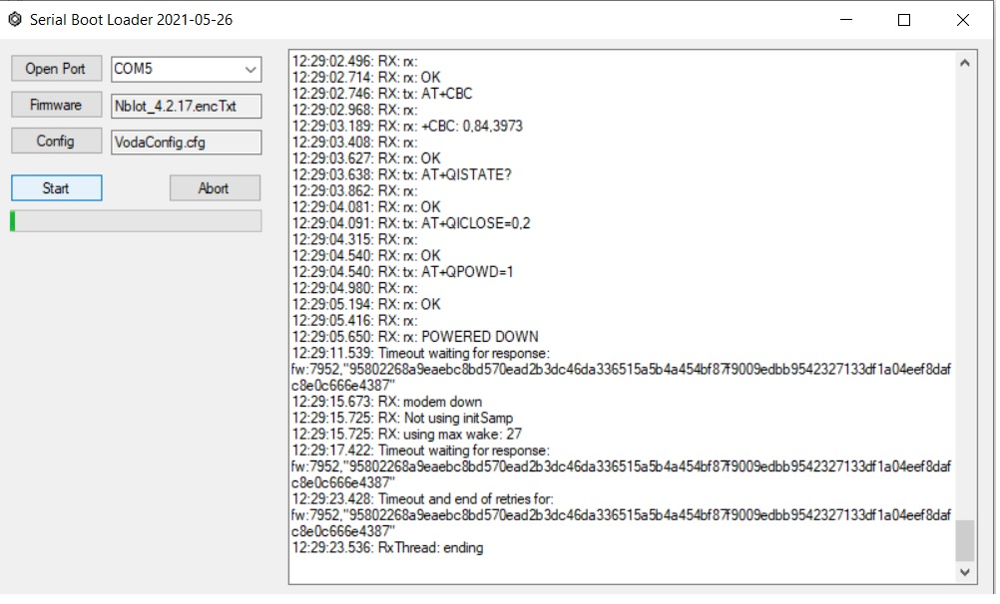 Serial Boot Loader 2021-05-26
Open Port
COM5
Firmware
NbIot_4.2.17.encTxt
Config
VodaConfig.cfg
Start
Abort
12:29:02.496: RX: rx:
12:29:02.714: RX: rx: OK
12:29:02.746: RX: tx: AT+CBC
12:29:02.968: RX: rx:
12:29:03.189: RX: rx: +CBC: 0,84,3973
12:29:03.408: RX: rx:
12:29:03.627: RX: rx: OK
12:29:03.638: RX: tx: AT+QISTATE?
12:29:03.862: RX: rx:
12:29:04.081: RX: rx: OK
12:29:04.091: RX: tx: AT+QICLOSE=0,2
12:29:04.315: RX: rx:
12:29:04.540: RX: rx: OK
12:29:04.540: RX: tx: AT+QPOWD=1
12:29:04.980: RX: rx:
12:29:05.194: RX: rx: OK
12:29:05.416: RX: rx:
12:29:05.650: RX: rx: POWERED DOWN
12:29:11.539: Timeout waiting for response:
fw:7952,"95802268a9eaebc8bd570ead2b3dc46da336515a5b4a454bf87f9009edbb9542327133df1a04eef8daf
c8e0c666e4387"
12:29:15.673: RX: modem down
12:29:15.725: RX: Not using initSamp
12:29:15.725: RX: using max wake: 27
12:29:17.422: Timeout waiting for response:
fw:7952,"95802268a9eaebc8bd570ead2b3dc46da336515a5b4a454bf87f9009edbb9542327133df1a04eef8daf
c8e0c666e4387"
12:29:23.428: Timeout and end of retries for:
fw:7952,"95802268a9eaebc8bd570ead2b3dc46da336515a5b4a454bf87f9009edbb9542327133df1a04eef8daf
c8e0c666e4387"
12:29:23.536: RxThread: ending